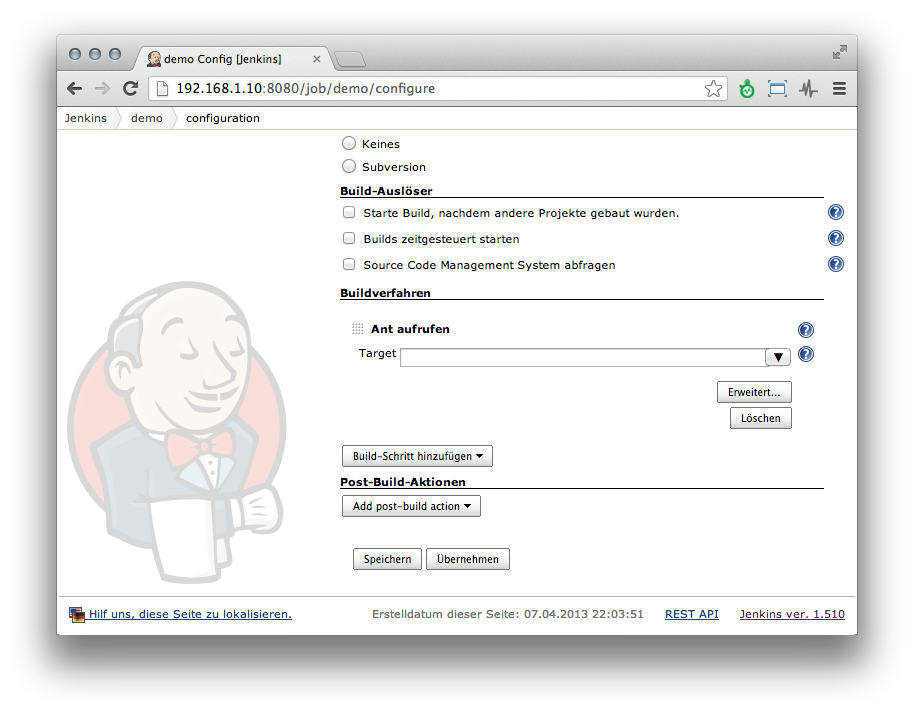 demo Config [Jenkins]
192.168.1.10:8080/job/demo/configure
Jenkins demo configuration
Keines
Subversion
Build-Auslöser
Starte Build, nachdem andere Projekte gebaut wurden.
Builds zeitgesteuert starten
Source Code Management System abfragen
Buildverfahren
Ant aufrufen
Target
Erweitert...
Löschen
Build-Schritt hinzufügen
Post-Build-Aktionen
Add post-build action
Speichern Übernehmen
Hilf uns, diese Seite zu lokalisieren. Erstelldatum dieser Seite: 07.04.2013 22:03:51 REST API Jenkins ver. 1.510